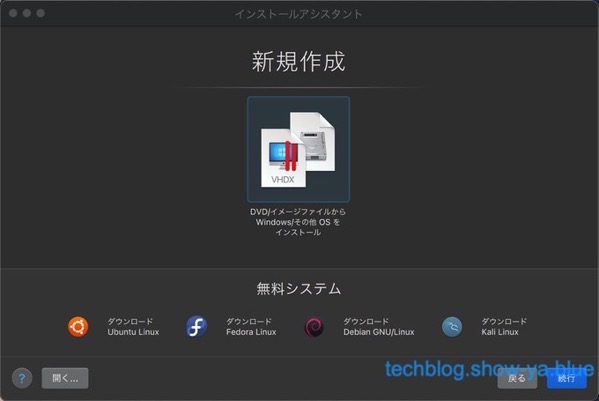 インストールアシスタント
新規作成
VHDX
DVD/イメージファイルから
Windows/その他 OS を
インストール
無料システム
ダウンロード
Ubuntu Linux
ダウンロード
Fedora Linux
ダウンロード
Debian GNU/Linux
ダウンロード
Kali Linux
?
開く...
techblog.show-ya.blue
戻る
続行